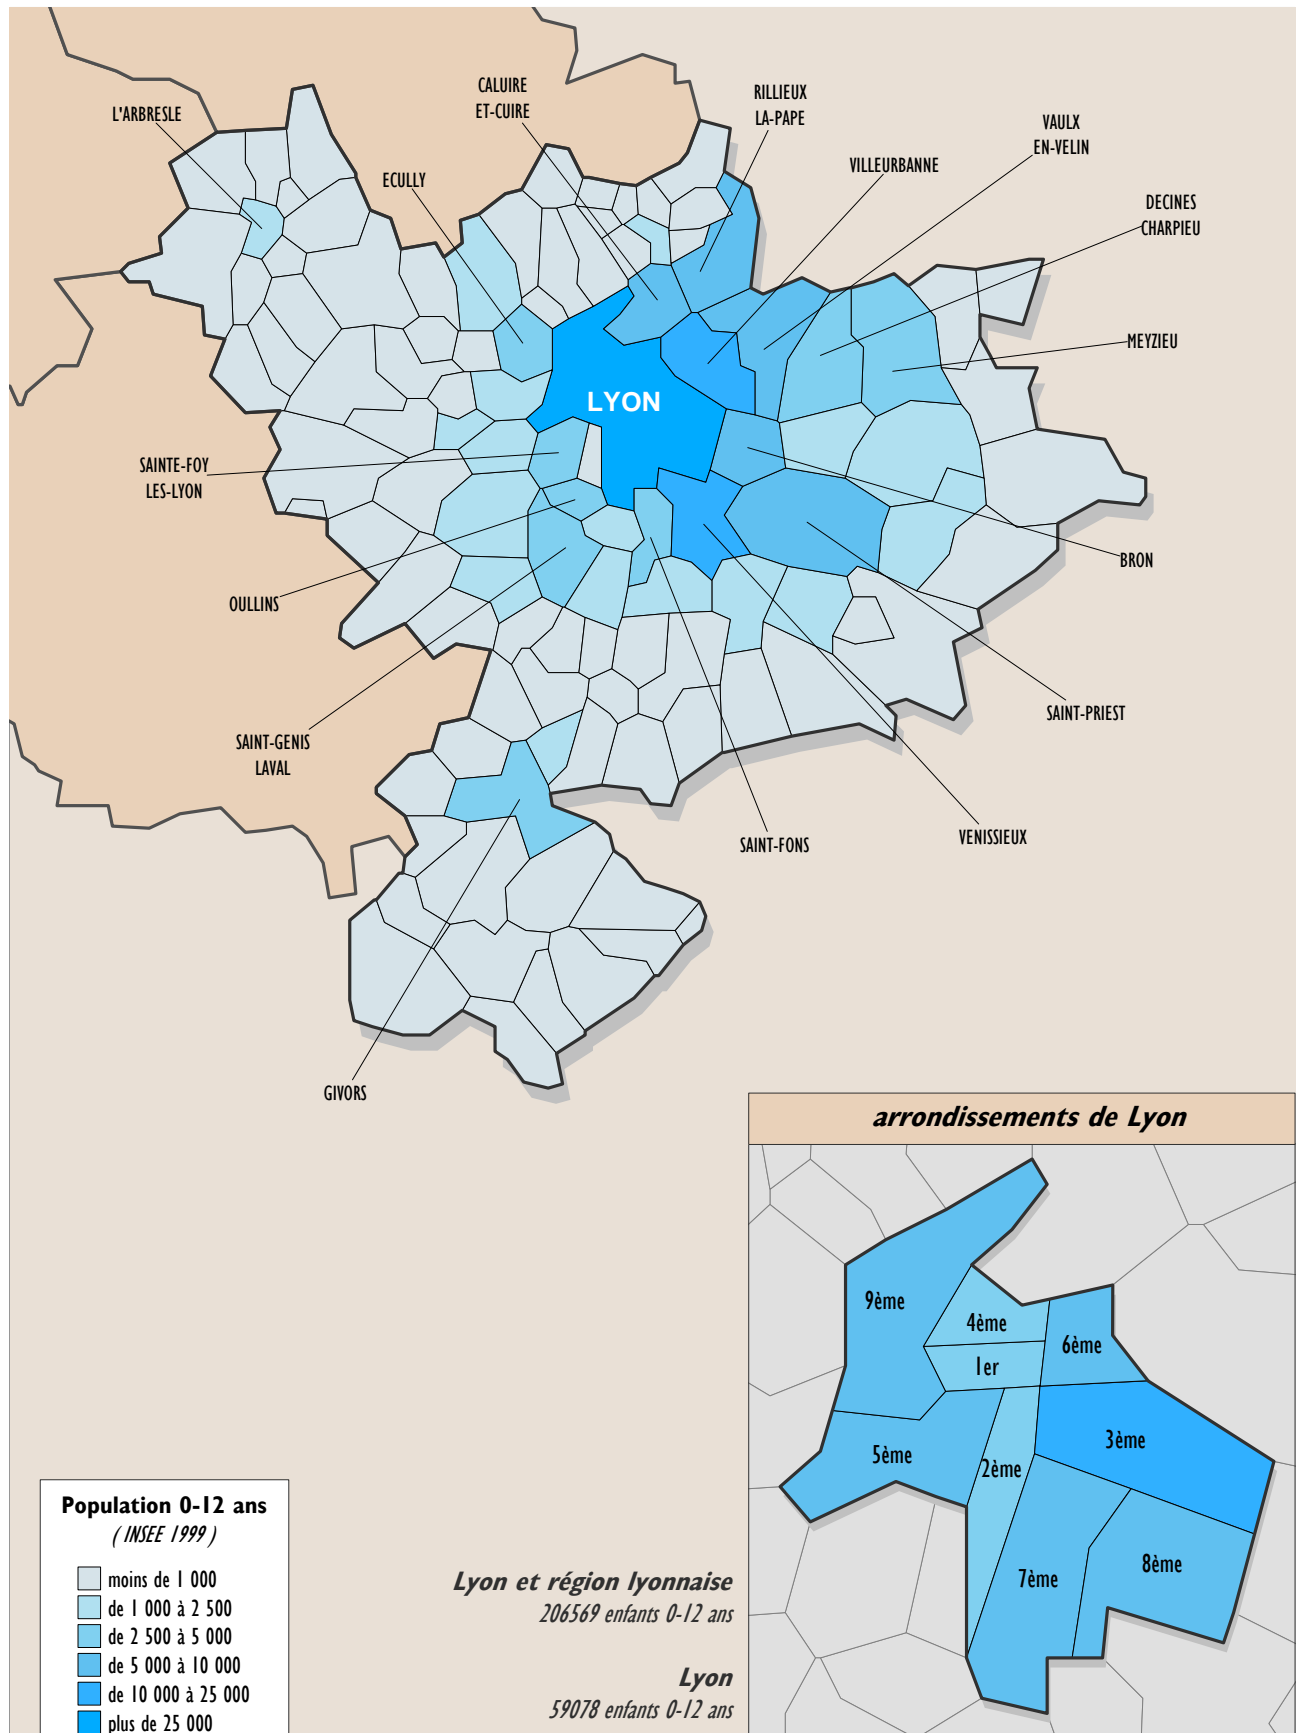 CALUIRE
ET-CUIRE
RILLIEUX
LA-PAPE
L'ARBRESLE
VAULX
EN-VELIN
VILLEURBANNE
ECULLY
DECINES
CHARPIEU
MEYZIEU
LYON
SAINTE-FOY
LES-LYON
BRON
OULLINS
SAINT-PRIEST
SAINT-GENIS
LAVAL
VENISSIEUX
SAINT-FONS
GIVORS
arrondissements de Lyon
9ème
4ème
6ème
1er
3ème
5ème
2ème
8ème
7ème
Population 0-12 ans
( INSEE 1999 )
moins de 1 000
de 1 000 à 2 500
de 2 500 à 5 000
de 5 000 à 10 000
de 10 000 à 25 000
plus de 25 000
Lyon et région lyonnaise
206569 enfants 0-12 ans
Lyon
59078 enfants 0-12 ans